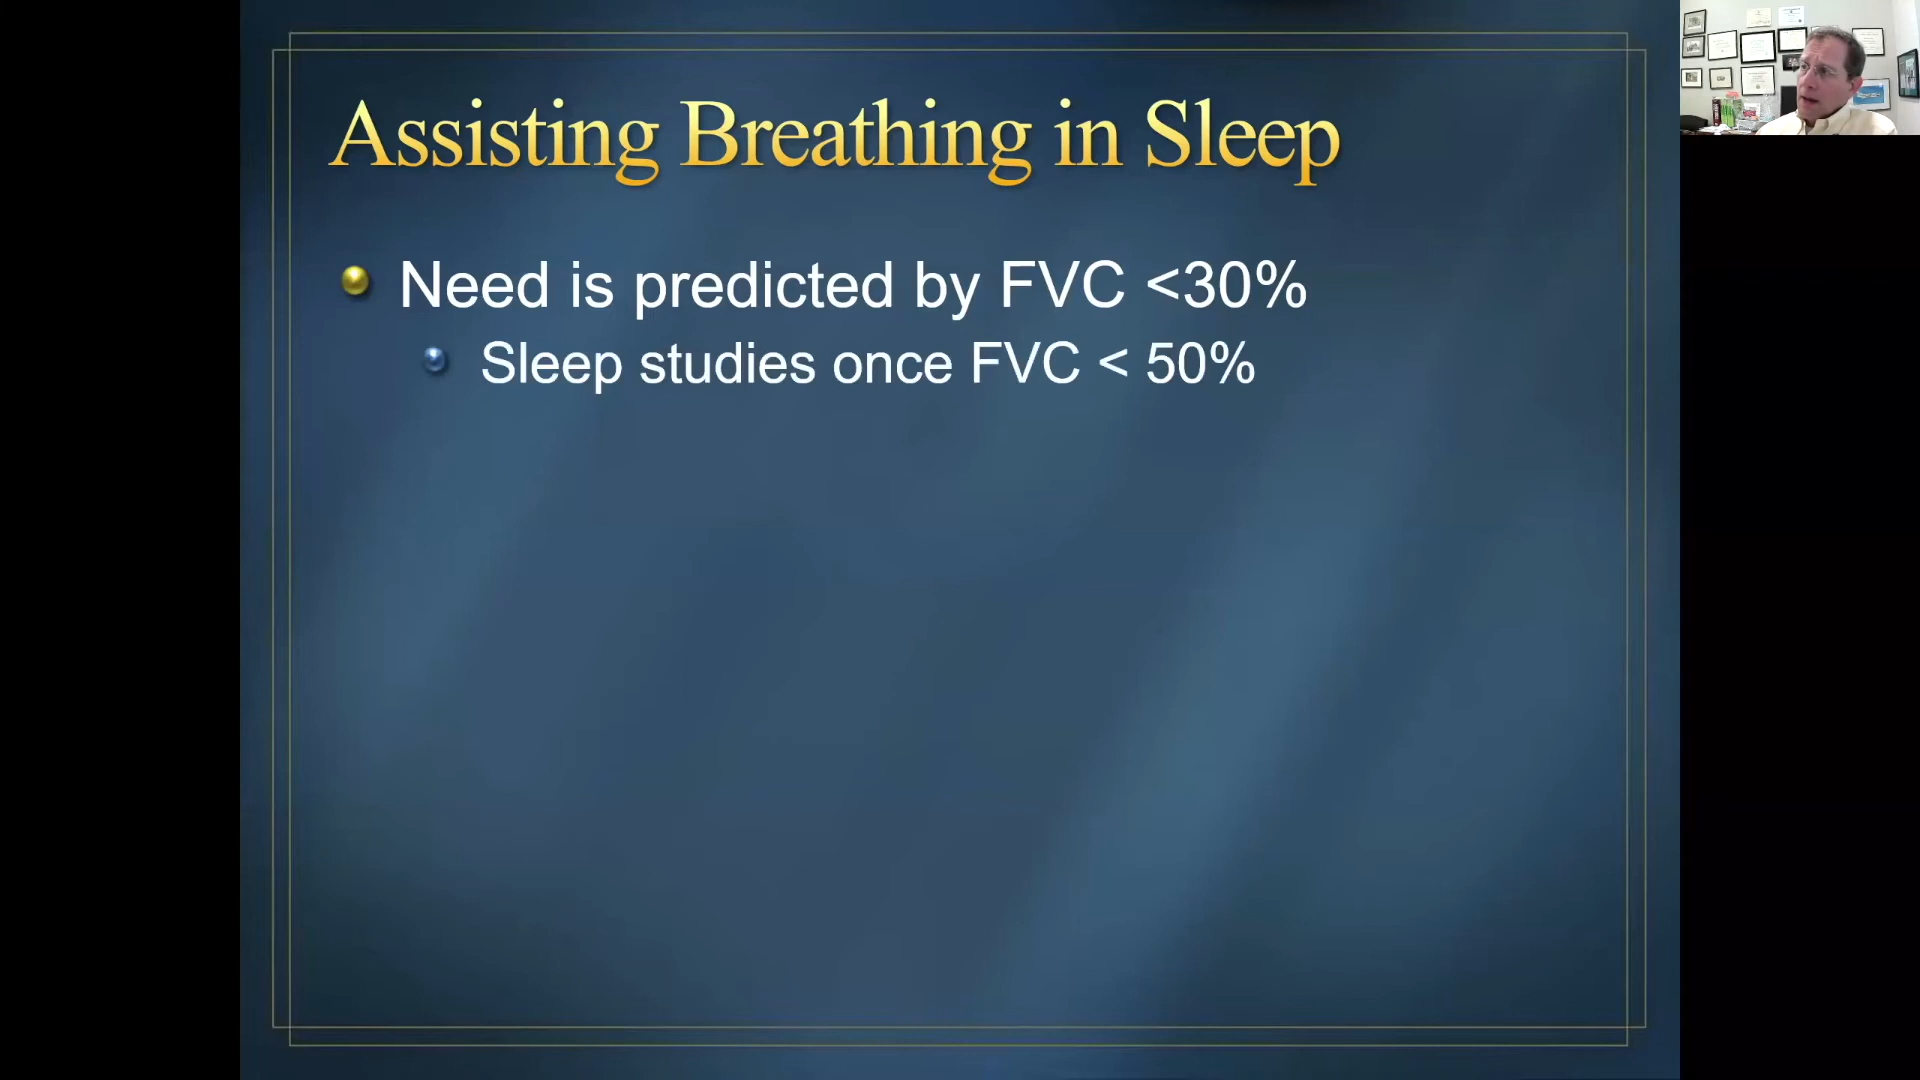 Assisting Breathing in Sleep
Need is predicted by FVC <30%
Sleep studies once FVC < 50%